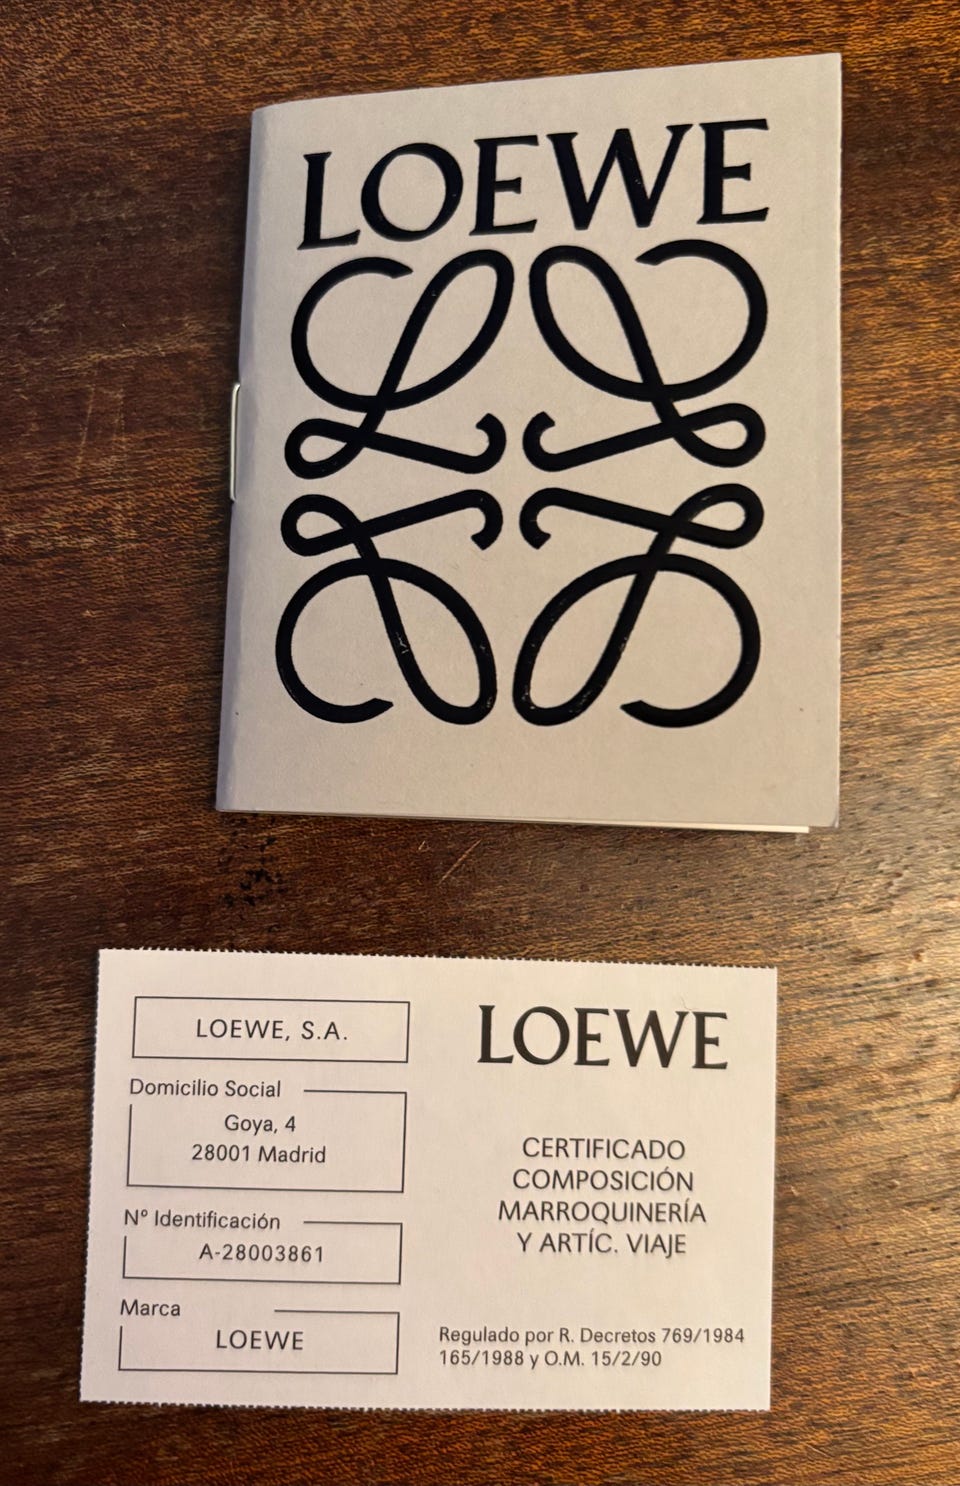 LOEWE
LOEWE, S.A.
Domicilio Social
Goya, 4
28001 Madrid
Nº Identificación
A-28003861
Marca
LOEWE
LOEWE
CERTIFICADO
COMPOSICIÓN
MARROQUINERÍA
Y ARTÍC. VIAJE
Regulado por R. Decretos 769/1984
165/1988 y O.M. 15/2/90